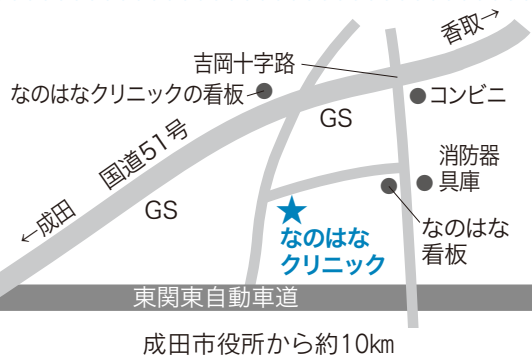 香取→
吉岡十字路
なのはなクリニックの看板
コンビニ
GS
国道51号
消防器
具庫
←成田
GS
なのはな
クリニック
なのはな
看板
東関東自動車道
成田市役所から約10km